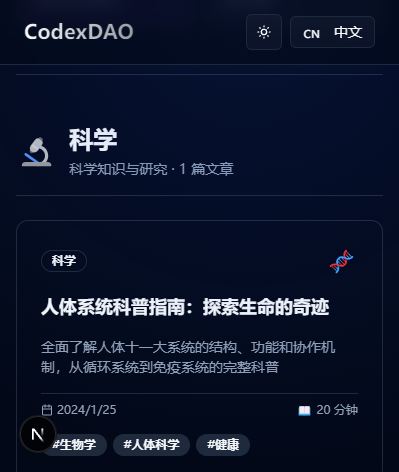 CodexDAO
CN 中文
科学
科学知识与研究 · 1 篇文章
科学
人体系统科普指南：探索生命的奇迹
全面了解人体十一大系统的结构、功能和协作机
制，从循环系统到免疫系统的完整科普
2024/1/25
20 分钟
N
#生物学 #人体科学 #健康